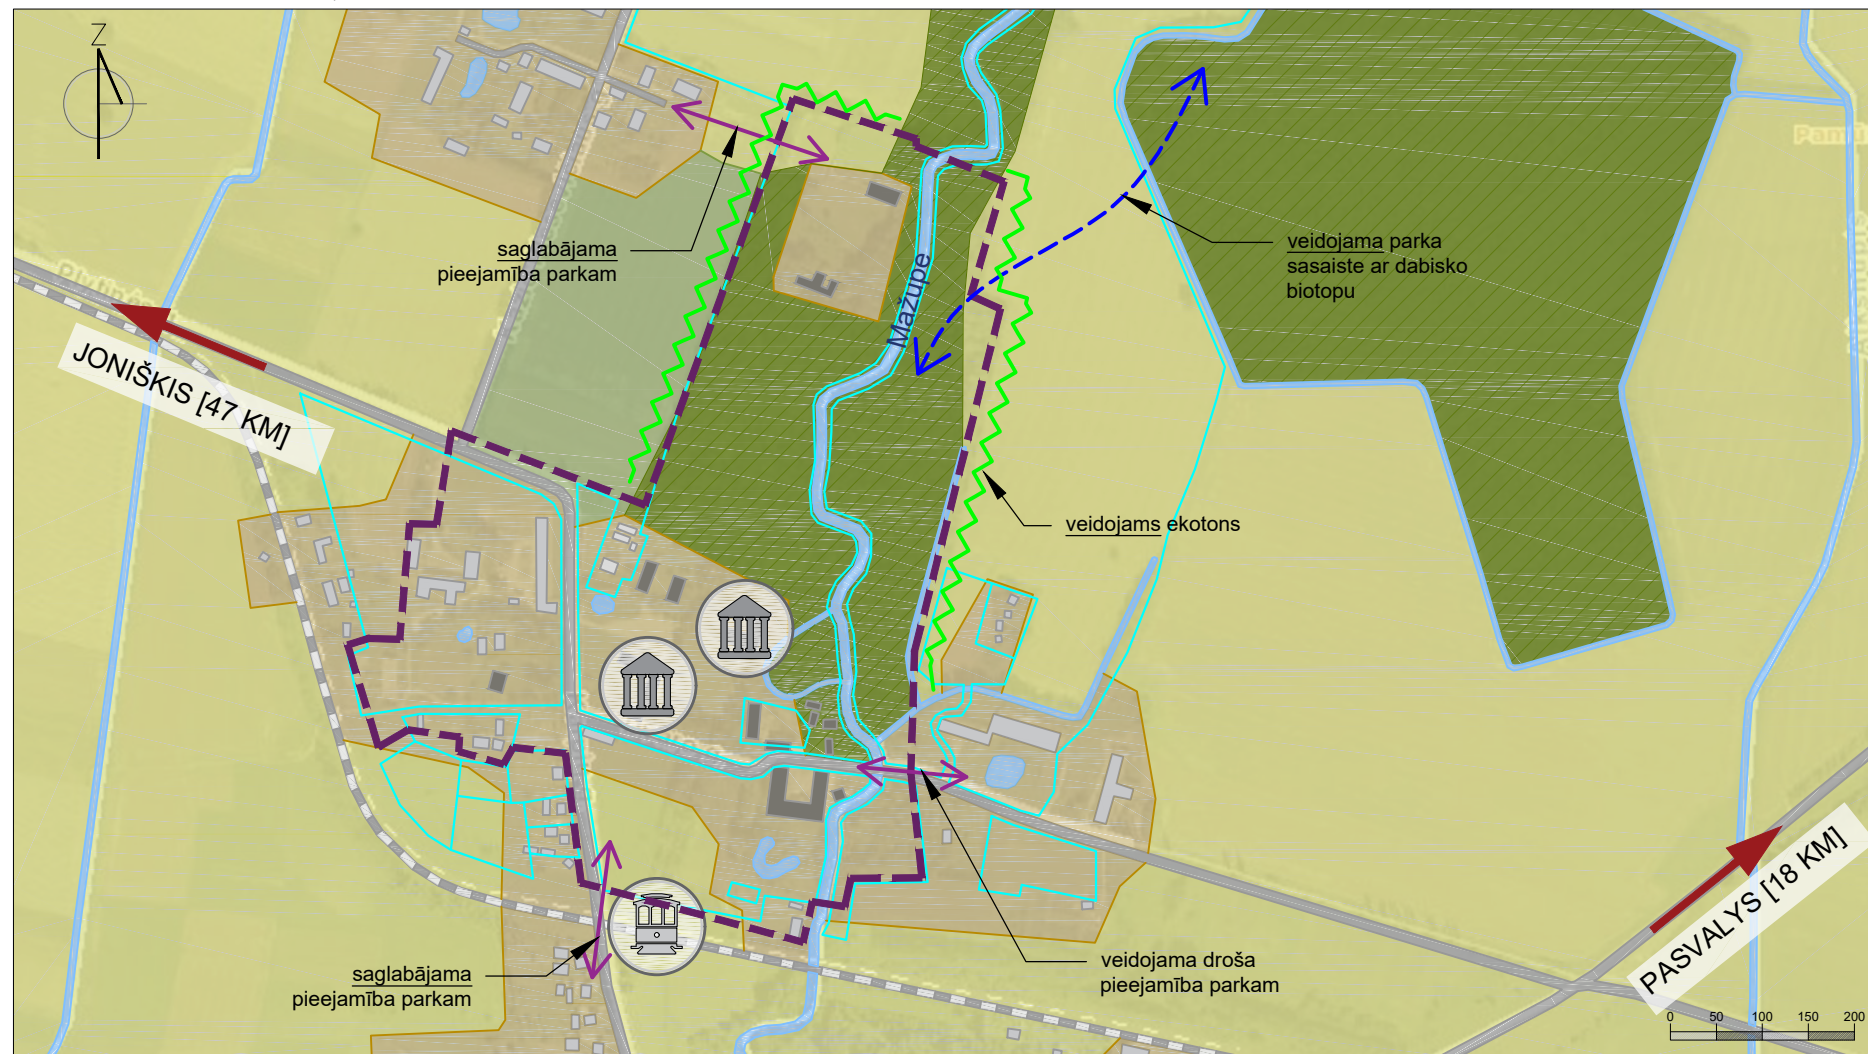 Z
saglabājama
pieejamība parkam
veidojama parka
sasaiste ar dabisko
biotopu
Mažupe
JONIŠKIS [47 KM]
veidojams ekotons
PASVALYS [18 KM]
saglabājama
pieejamība parkam
veidojama droša
pieejamība parkam
0 50 100 150 200